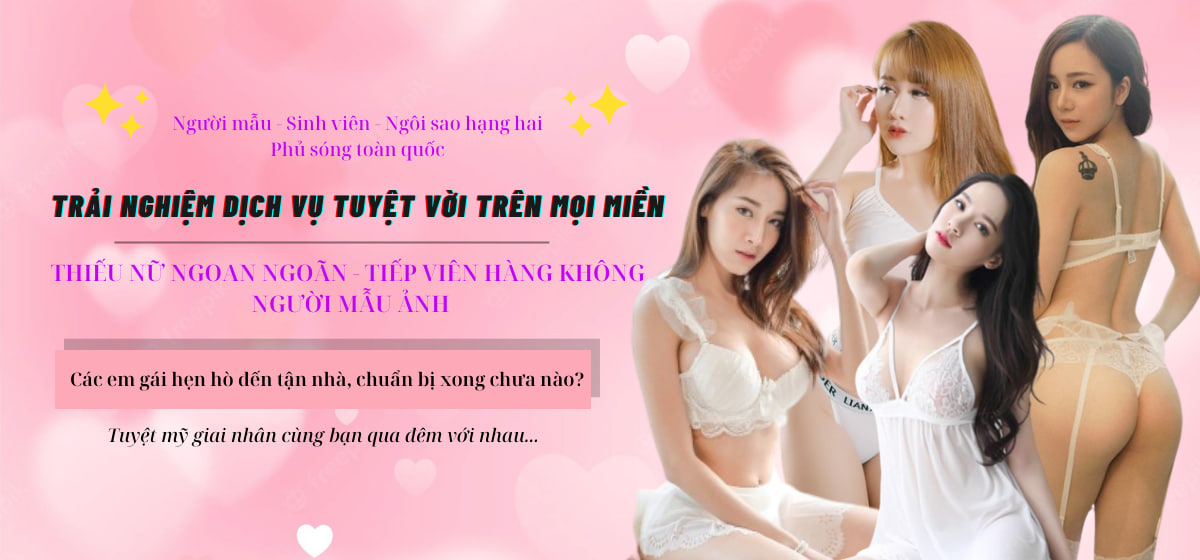 Người mẫu - Sinh viên - Ngôi sao hạng hai
Phủ sóng toàn quốc
TRẢI NGHIỆM DỊCH VỤ TUYỆT VỜI TRÊN MỌI MIỀN
THIẾU NỮ NGOAN NGOÃN - TIẾP VIÊN HÀNG KHÔNG
NGƯỜI MẪU ẢNH
Các em gái hẹn hò đến tận nhà, chuẩn bị xong chưa nào?
Tuyệt mỹ giai nhân cùng bạn qua đêm với nhau...